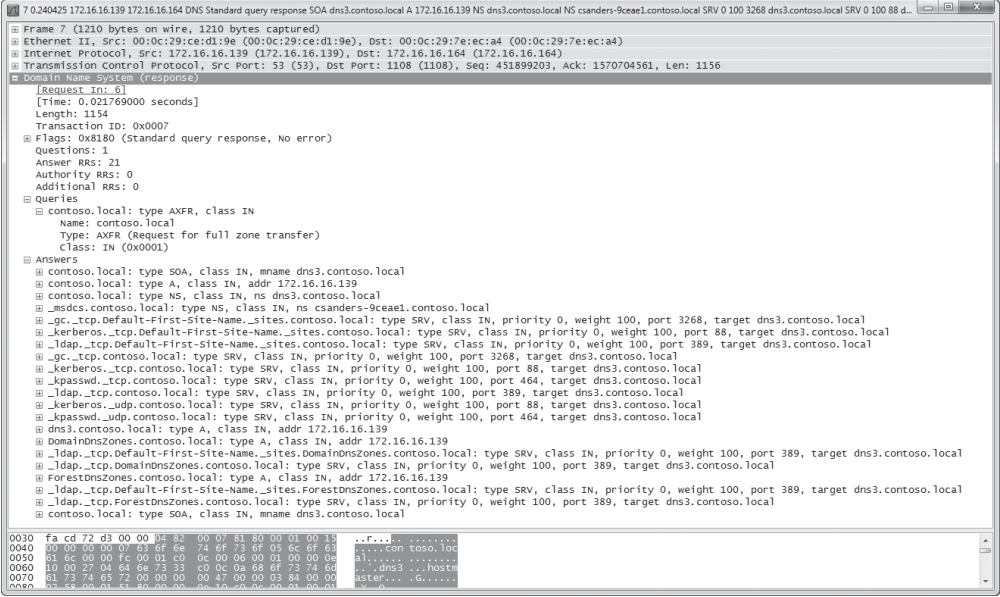 7 0.240425 172.16.16.139 172.16.16.164 DNS Standard query response SOA dns3.contoso.local A 172.16.16.139 NS dns3.contoso.local NS csanders-9ceae1.contoso.local SRV 0 100 3268 dns3.contoso.local SRV 0 100 88 d...
Frame 7 (1210 bytes on wire, 1210 bytes captured)
Ethernet II, Src: 00:0c:29:ce:d1:9e (00:0c:29:ce:d1:9e), Dst: 00:0c:29:7e:ec:a4 (00:0c:29:7e:ec:a4)
Internet Protocol, Src: 172.16.16.139 (172.16.16.139), Dst: 172.16.16.164 (172.16.16.164)
Transmission Control Protocol, Src Port: 53 (53), Dst Port: 1108 (1108), Seq: 451899203, Ack: 1570704561, Len: 1156
Domain Name System (response)
[Request In: 6]
[Time: 0.021769000 seconds]
Length: 1154
Transaction ID: 0x0007
Flags: 0x8180 (Standard query response, No error)
Questions: 1
Answer RRs: 21
Authority RRs: 0
Additional RRs: 0
Queries
contoso.local: type AXFR, class IN
Name: contoso.local
Type: AXFR (Request for full zone transfer)
Class: IN (0x0001)
Answers
contoso.local: type SOA, class IN, mname dns3.contoso.local
contoso.local: type A, class IN, addr 172.16.16.139
contoso.local: type NS, class IN, ns dns3.contoso.local
_msdcs.contoso.local: type NS, class IN, ns csanders-9ceae1.contoso.local
_gc._tcp.Default-First-Site-Name._sites.contoso.local: type SRV, class IN, priority 0, weight 100, port 3268, target dns3.contoso.local
_kerberos._tcp.Default-First-Site-Name._sites.contoso.local: type SRV, class IN, priority 0, weight 100, port 88, target dns3.contoso.local
_ldap._tcp.Default-First-Site-Name._sites.contoso.local: type SRV, class IN, priority 0, weight 100, port 389, target dns3.contoso.local
_gc._tcp.contoso.local: type SRV, class IN, priority 0, weight 100, port 3268, target dns3.contoso.local
_kerberos._tcp.contoso.local: type SRV, class IN, priority 0, weight 100, port 88, target dns3.contoso.local
_kpasswd._tcp.contoso.local: type SRV, class IN, priority 0, weight 100, port 464, target dns3.contoso.local
_ldap._tcp.contoso.local: type SRV, class IN, priority 0, weight 100, port 389, target dns3.contoso.local
_kerberos._udp.contoso.local: type SRV, class IN, priority 0, weight 100, port 88, target dns3.contoso.local
_kpasswd._udp.contoso.local: type SRV, class IN, priority 0, weight 100, port 464, target dns3.contoso.local
dns3.contoso.local: type A, class IN, addr 172.16.16.139
DomainDnsZones.contoso.local: type A, class IN, addr 172.16.16.139
_ldap._tcp.Default-First-Site-Name._sites.DomainDnsZones.contoso.local: type SRV, class IN, priority 0, weight 100, port 389, target dns3.contoso.local
_ldap._tcp.DomainDnsZones.contoso.local: type SRV, class IN, priority 0, weight 100, port 389, target dns3.contoso.local
ForestDnsZones.contoso.local: type A, class IN, addr 172.16.16.139
_ldap._tcp.Default-First-Site-Name._sites.ForestDnsZones.contoso.local: type SRV, class IN, priority 0, weight 100, port 389, target dns3.contoso.local
_ldap._tcp.ForestDnsZones.contoso.local: type SRV, class IN, priority 0, weight 100, port 389, target dns3.contoso.local
contoso.local: type SOA, class IN, mname dns3.contoso.local
0030 fa cd 72 d3 00 00 04 82 00 07 81 80 00 01 00 15 ..r... ........
0040 00 00 00 00 07 63 6f 6e 74 6f 73 6f 05 6c 6f 63 .....con toso.loc
0050 61 6c 00 00 fc 00 01 c0 0c 00 06 00 01 00 00 0e al...... ........
0060 10 00 27 04 64 6e 73 33 c0 0c 0a 68 6f 73 74 6d ..'.dns3 ...hostm
0070 61 73 74 65 72 00 00 00 00 47 00 00 03 84 00 00 aster... .G......